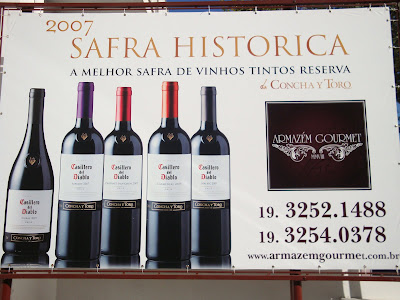 2007
SAFRA HISTORICA
A MELHOR SAFRA DE VINHOS TINTOS RESERVA
da CONCHA Y TORO
ARMAZÉM GOURMET
Casillero
del
Diablo
CONCHA Y TORO
Casillero
del
Diablo
CONCHA Y TORO
Casillero
del
Diablo
CONCHA Y TORO
Casillero
del
Diablo
CONCHA Y TORO
Casillero
del
Diablo
19. 3252.1488
19. 3254.0378
www.armazemgourmet.com.br